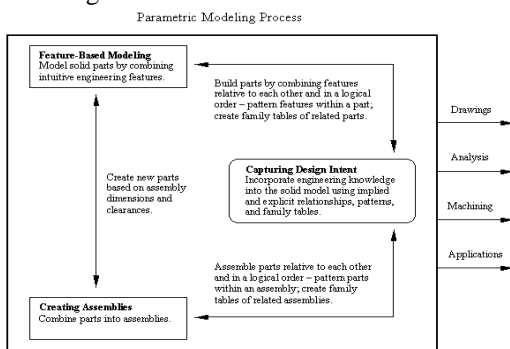 Parametric Modeling Process
Feature-Based Modeling
Model solid parts by combining
intuitive engineering features.
Build parts by combining features
relative to each other and in a logical
order – pattern features within a part;
create family tables of related parts.
Drawings
Analysis
Machining
Applications
Create new parts
based on assembly
dimensions and
clearances.
Capturing Design Intent
Incorporate engineering knowledge
into the solid model using implied
and explicit relationships, patterns,
and family tables.
Assemble parts relative to each other
and in a logical order – pattern parts
within an assembly; create family
tables of related assemblies.
Creating Assemblies
Combine parts into assemblies.